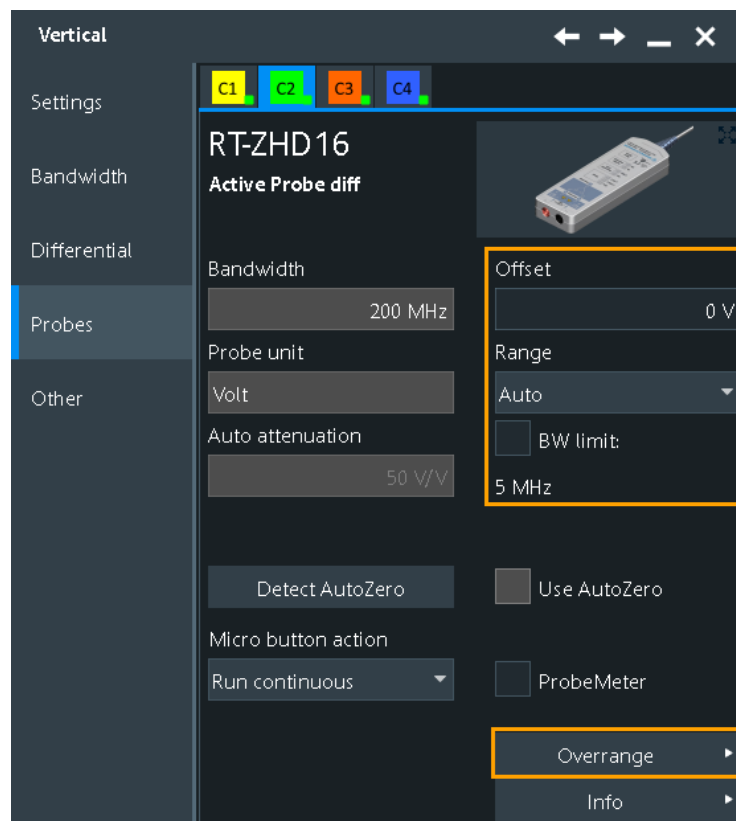 Vertical
Settings
Bandwidth
Differential
Probes
Other
C1 C2 C3 C4
RT-ZHD16
Active Probe diff
Bandwidth
200 MHz
Probe unit
Volt
Auto attenuation
50 V/V
Offset
0 V
Range
Auto
BW limit:
5 MHz
Detect AutoZero
Use AutoZero
Micro button action
Run continuous
ProbeMeter
Overrange
Info